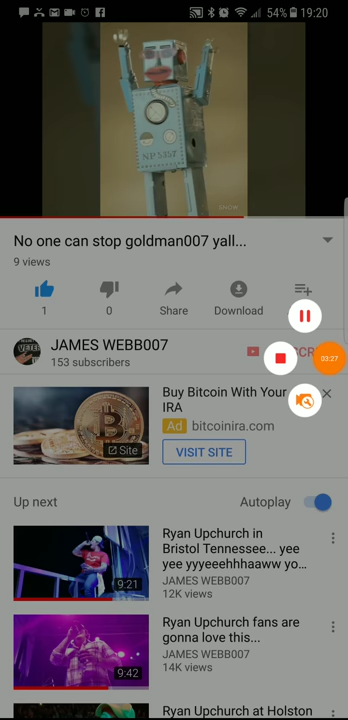 54% 19:20
SP5357
No one can stop goldman007 yall...
9 views
1
0
Share
Download
JAMES WEBB007
153 subscribers
03:27
Buy Bitcoin With Your
IRA
Ad bitcoinira.com
Site
VISIT SITE
Up next
Autoplay
Ryan Upchurch in
Bristol Tennessee... yee
yee yyyeeehhhaaww yo...
JAMES WEBB007
12K views
9:21
Ryan Upchurch fans are
gonna love this...
JAMES WEBB007
14K views
9:42
Ryan Upchurch at Holston